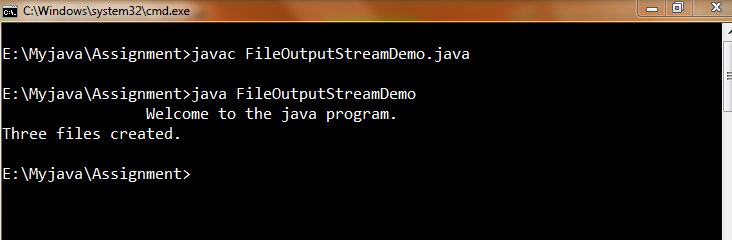 C:\Windows\system32\cmd.exe
E:\Myjava\Assignment>javac FileOutputStreamDemo.java
E:\Myjava\Assignment>java FileOutputStreamDemo
Welcome to the java program.
Three files created.
E:\Myjava\Assignment>